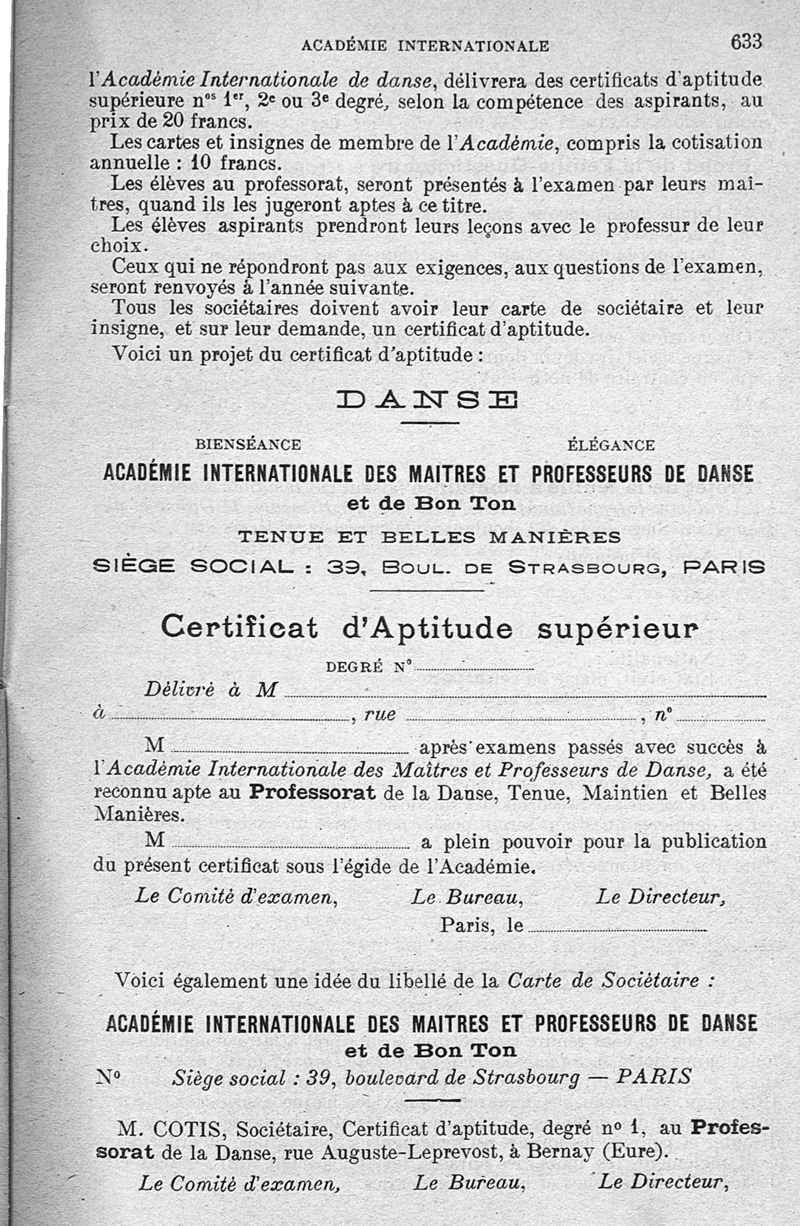 ACADÉMIE INTERNATIONALE 633
l'Académie Internationale de danse, délivrera des certificats d'aptitude
supérieure nos 1er, 2e ou 3e degré, selon la compétence des aspirants, au
prix de 20 francs.
Les cartes et insignes de membre de l'Académie, compris la cotisation
annuelle : 10 francs.
Les élèves au professorat, seront présentés à l'examen par leurs maî-
tres, quand ils les jugeront aptes à ce titre.
Les élèves aspirants prendront leurs leçons avec le professur de leur
choix.
Ceux qui ne répondront pas aux exigences, aux questions de l'examen,
seront renvoyés à l'année suivante.
Tous les sociétaires doivent avoir leur carte de sociétaire et leur
insigne, et sur leur demande, un certificat d'aptitude.
Voici un projet du certificat d'aptitude :
DANSE
BIENSÉANCE ÉLÉGANCE
ACADÉMIE INTERNATIONALE DES MAITRES ET PROFESSEURS DE DANSE
et de Bon Ton
TENUE ET BELLES MANIÈRES
SIÈGE SOCIAL : 39, BOUL. DE STRASBOURG, PARIS
Certificat d'Aptitude supérieur
DEGRÉ N°
Délivré à M
à , rue , n°
M après examens passés avec succès à
l'Académie Internationale des Maîtres et Professeurs de Danse, a été
reconnu apte au Professorat de la Danse, Tenue, Maintien et Belles
Manières.
M a plein pouvoir pour la publication
du présent certificat sous l'égide de l'Académie.
Le Comité d'examen, Le Bureau, Le Directeur,
Paris, le
Voici également une idée du libellé de la Carte de Sociétaire :
ACADÉMIE INTERNATIONALE DES MAITRES ET PROFESSEURS DE DANSE
et de Bon Ton
N° Siège social : 39, boulevard de Strasbourg — PARIS
M. COTIS, Sociétaire, Certificat d'aptitude, degré n° 1, au Profes-
sorat de la Danse, rue Auguste-Leprevost, à Bernay (Eure).
Le Comité d'examen, Le Bureau, Le Directeur,